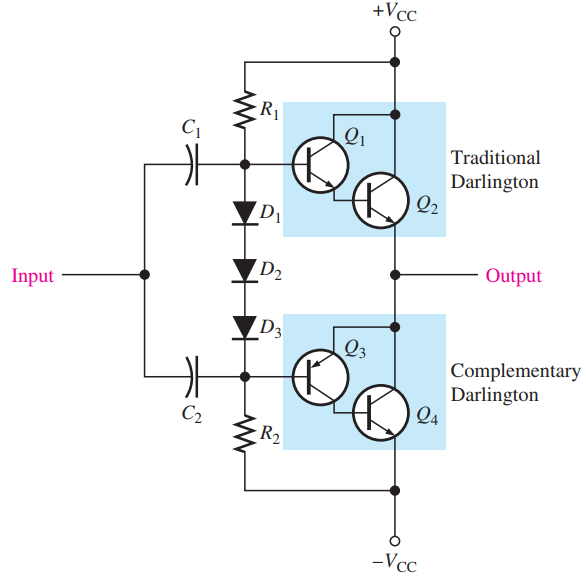 +VCC
R1
C1
Q1
Traditional
Darlington
Q2
D1
Input
D2
Output
D3
Q3
Complementary
Darlington
C2
Q4
R2
−VCC